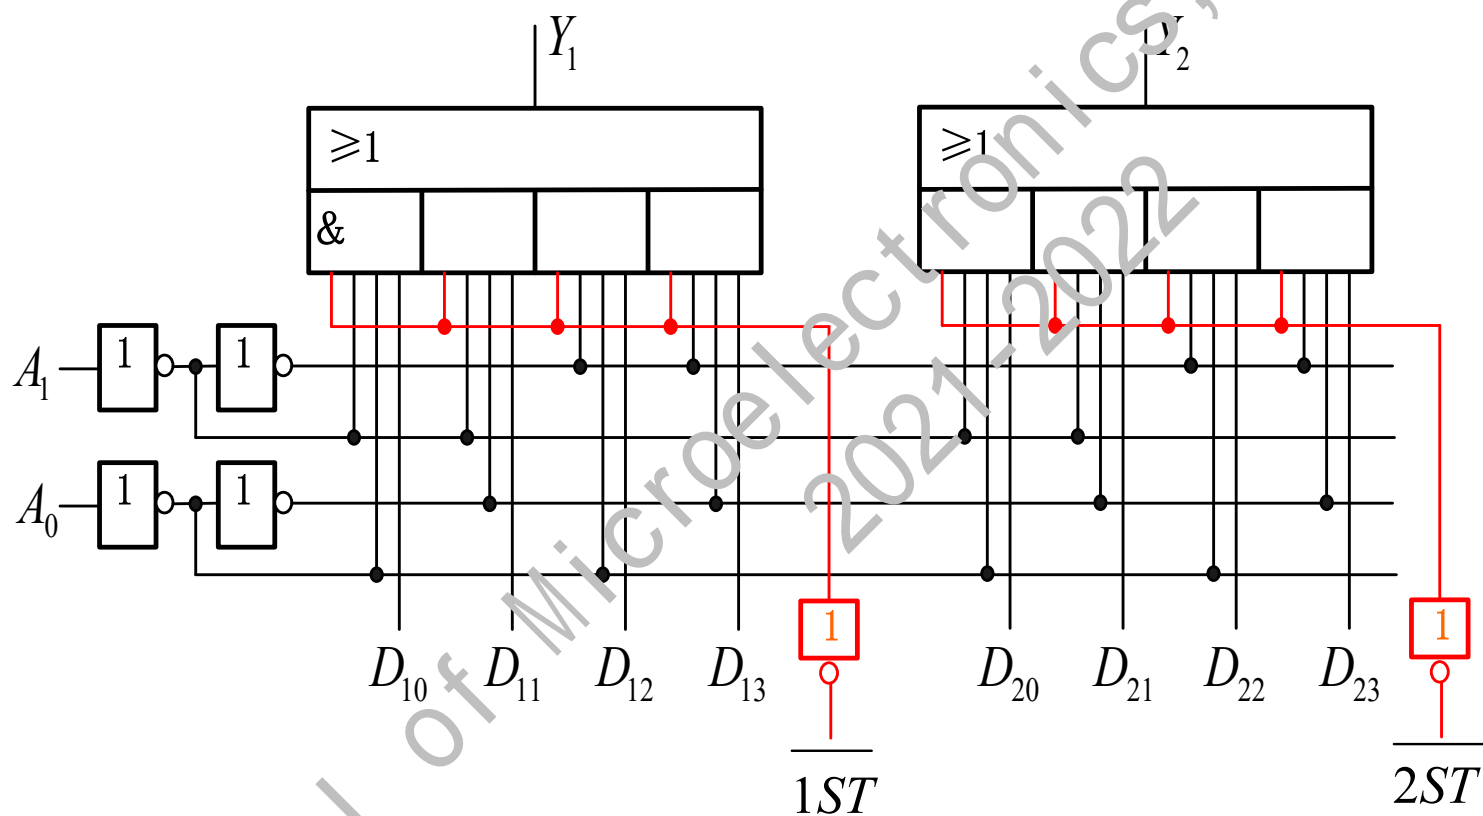 Y₁ Y₂
≥1 ≥1
&
A₁ 1 1
A₀ 1 1
1 1
D₁₀ D₁₁ D₁₂ D₁₃ D₂₀ D₂₁ D₂₂ D₂₃
1ST̅ 2ST̅
l of Microelectronics,
2021-2022